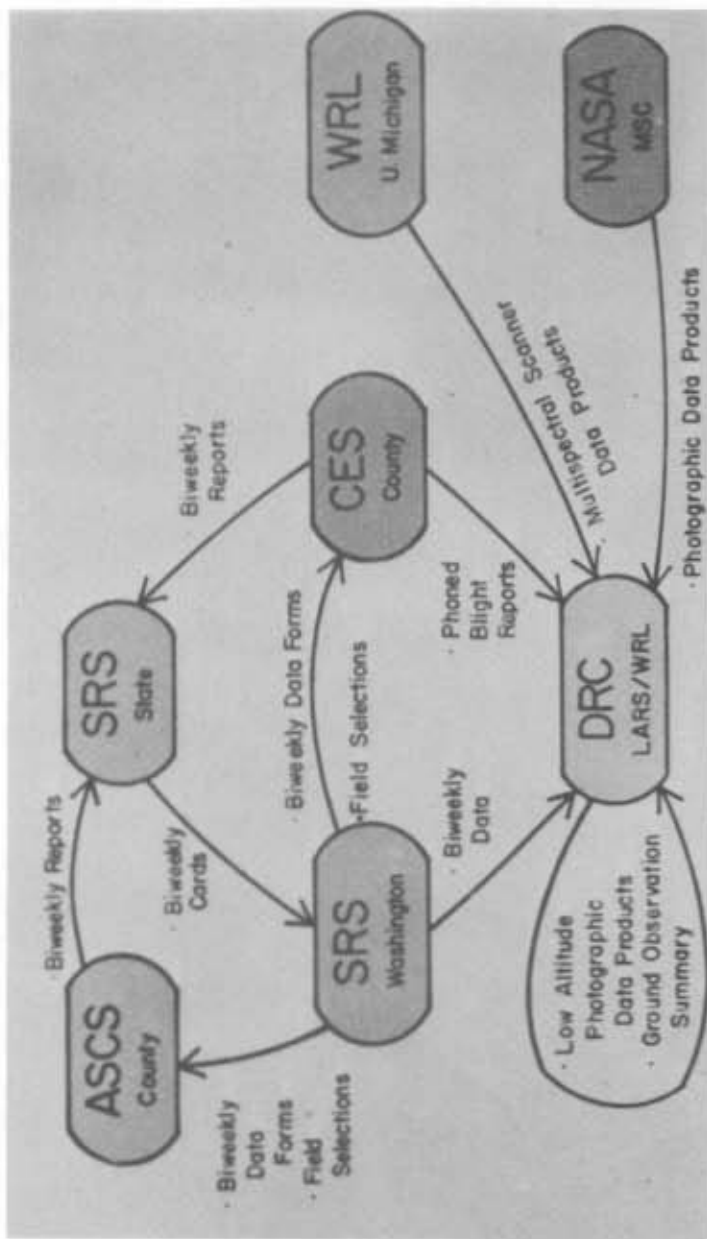 ASCS
County
· Biweekly Reports
SRS
State
Biweekly
Reports
· Biweekly
Data
Forms
· Field
Selections
Biweekly
Cards
SRS
Washington
· Biweekly Data Forms
· Field Selections
CES
County
WRL
U. Michigan
· Biweekly
Data
· Phoned
Blight
Reports
· Multispectral Scanner
Data Products
· Low Altitude
Photographic
Data Products
· Ground Observation
Summary
DRC
LARS/WRL
· Photographic Data Products
NASA
MSC